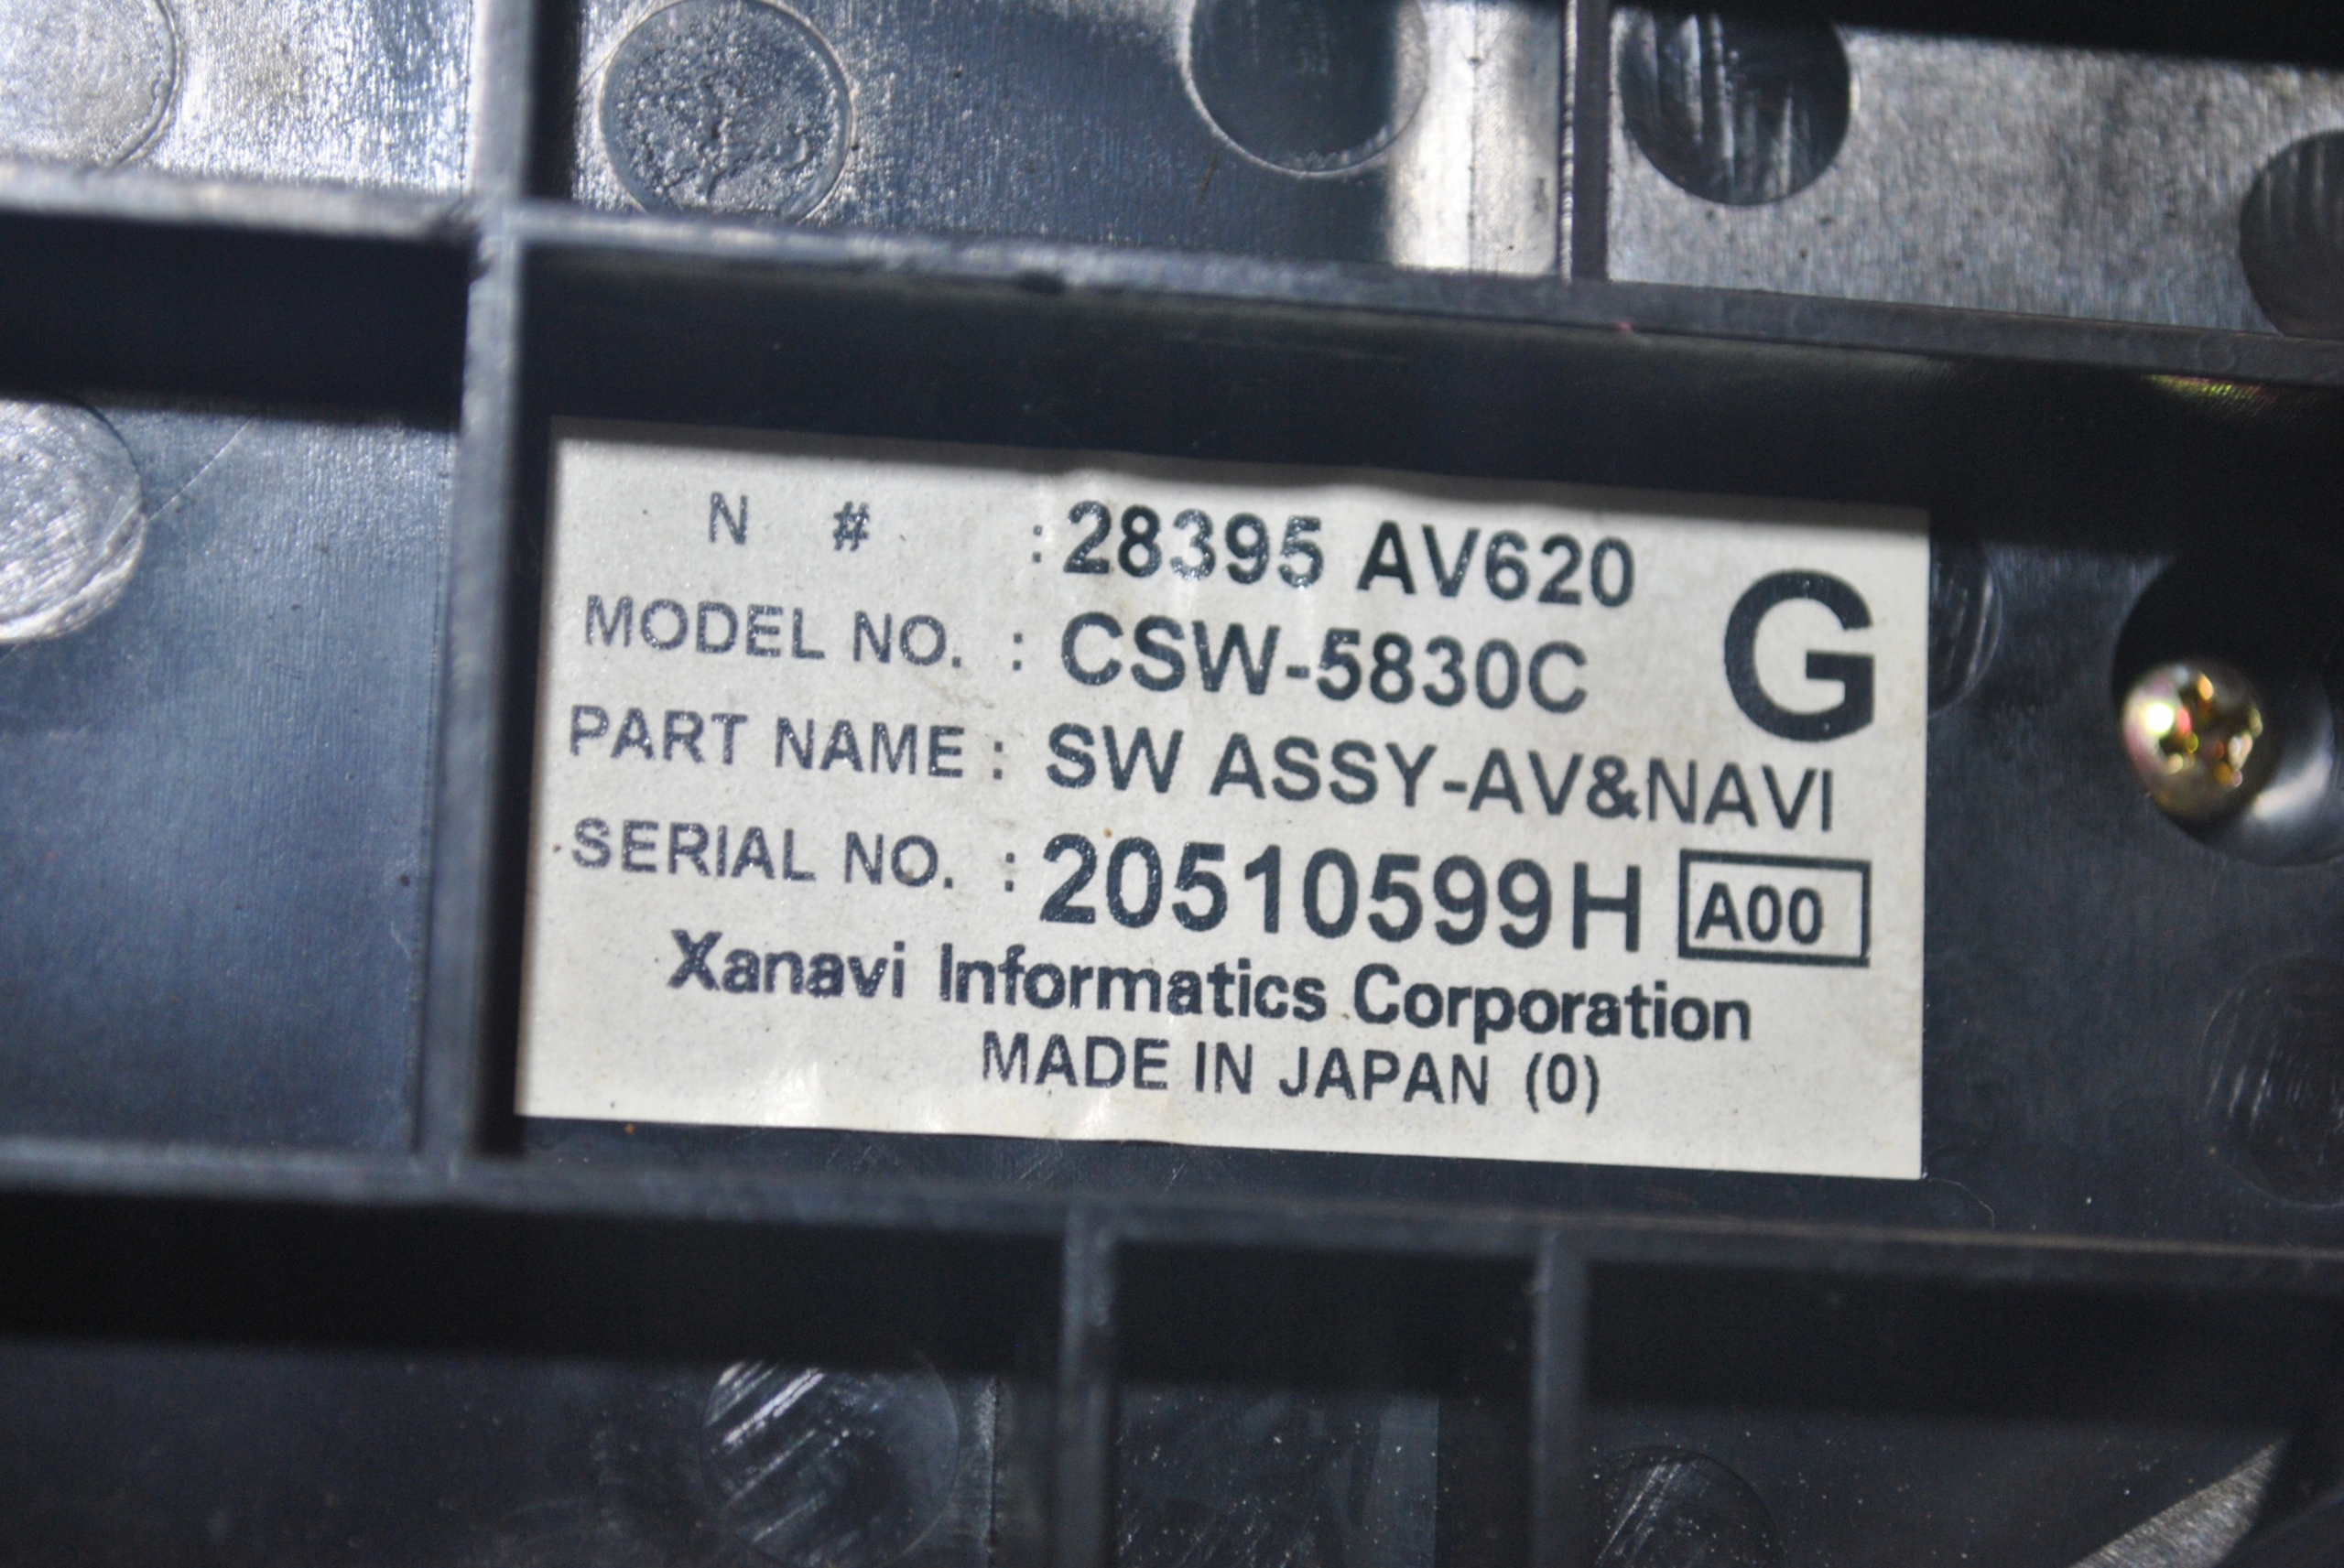 N # : 28395 AV620
MODEL NO. : CSW-5830C G
PART NAME : SW ASSY-AV&NAVI
SERIAL NO. : 20510599H A00
Xanavi Informatics Corporation
MADE IN JAPAN (0)